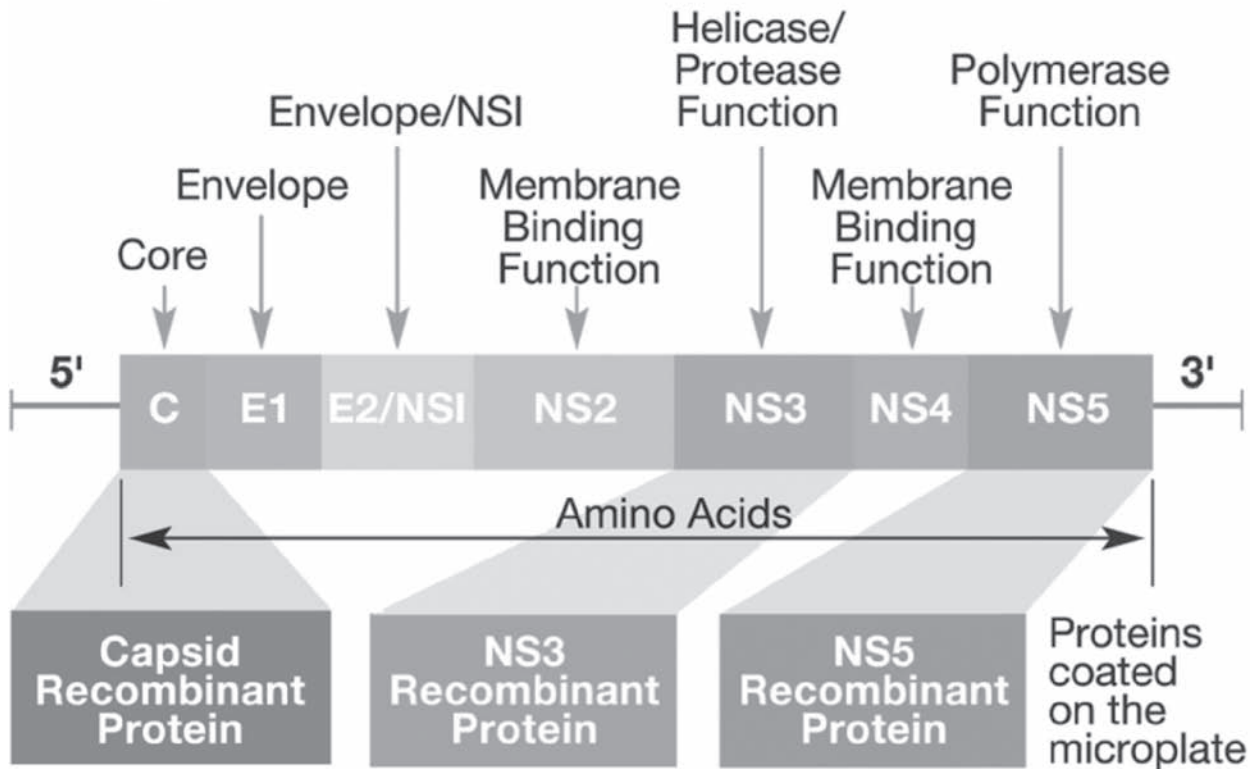 Helicase/
Protease
Function
Polymerase
Function
Envelope/NSI
Envelope
Membrane
Binding
Function
Membrane
Binding
Function
Core
5'
3'
C
E1
E2/NSI
NS2
NS3
NS4
NS5
Amino Acids
Capsid
Recombinant
Protein
NS3
Recombinant
Protein
NS5
Recombinant
Protein
Proteins
coated
on the
microplate